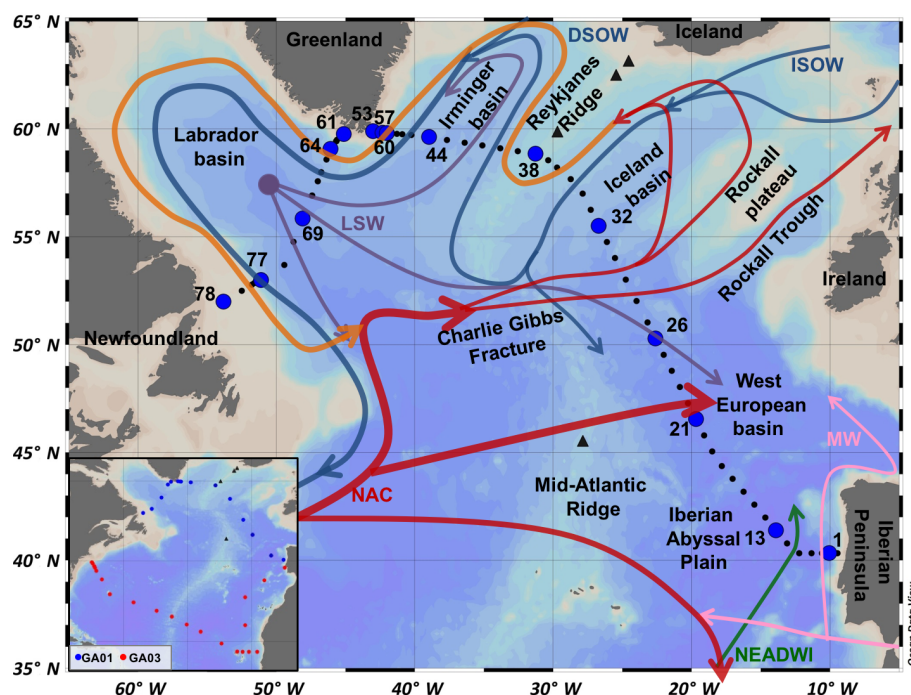 65° N
60° N
55° N
50° N
45° N
40° N
35° N
60° W
50° W
40° W
30° W
20° W
10° W
Greenland
Iceland
DSOW
ISOW
Reykjanes
Ridge
Irminger
basin
Labrador
basin
61
53
57
64
60
44
38
Iceland
basin
Rockall
plateau
Rockall Trough
32
69
LSW
77
78
Ireland
Newfoundland
Charlie Gibbs
Fracture
26
West
European
basin
21
MW
NAC
Mid-Atlantic
Ridge
Iberian
Abyssal
Plain
13
1
Iberian
Peninsula
NEADWI
GA01
GA03